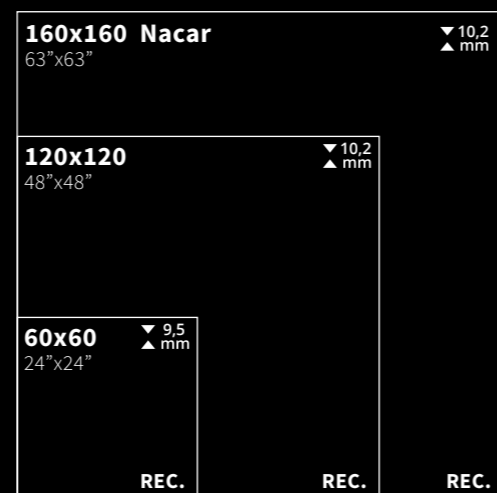 160x160 Nacar
63”x63”
10,2
mm
120x120
48”x48”
10,2
mm
60x60
24”x24”
9,5
mm
REC.
REC.
REC.